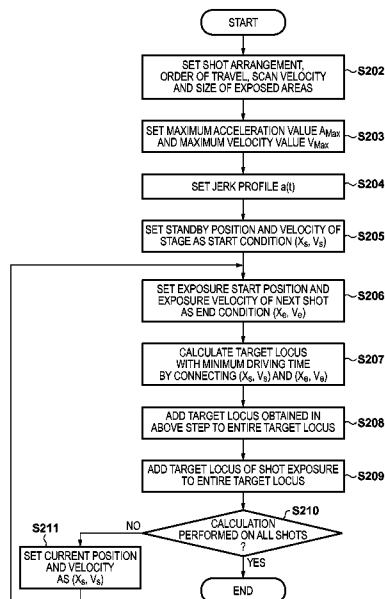 START
SET SHOT ARRANGEMENT,
ORDER OF TRAVEL, SCAN VELOCITY
AND SIZE OF EXPOSED AREAS
S202
SET MAXIMUM ACCELERATION VALUE AMax
AND MAXIMUM VELOCITY VALUE VMax
S203
SET JERK PROFILE a(t)
S204
SET STANDBY POSITION AND VELOCITY OF
STAGE AS START CONDITION (Xs, Vs)
S205
SET EXPOSURE START POSITION AND
EXPOSURE VELOCITY OF NEXT SHOT
AS END CONDITION (Xe, Ve)
S206
CALCULATE TARGET LOCUS
WITH MINIMUM DRIVING TIME
BY CONNECTING (Xs, Vs) AND (Xe, Ve)
S207
ADD TARGET LOCUS OBTAINED IN
ABOVE STEP TO ENTIRE TARGET LOCUS
S208
ADD TARGET LOCUS OF SHOT EXPOSURE
TO ENTIRE TARGET LOCUS
S209
S210
CALCULATION
PERFORMED ON ALL SHOTS
?
NO
YES
S211
SET CURRENT POSITION
AND VELOCITY
AS (Xs, Vs)
END